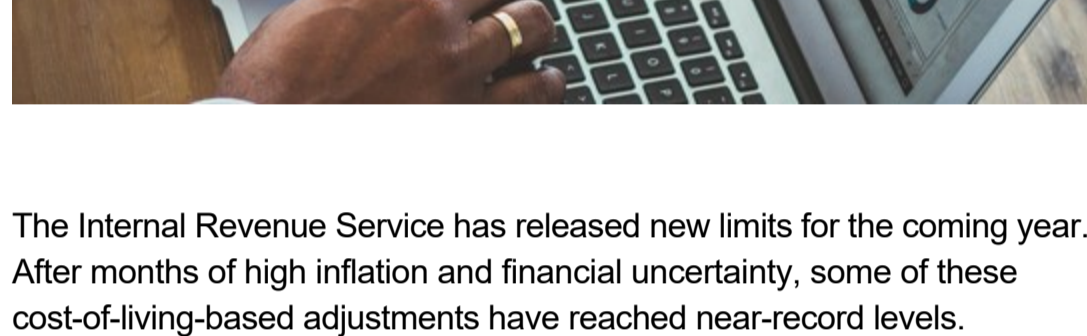 The Internal Revenue Service has released new limits for the coming year.
After months of high inflation and financial uncertainty, some of these
cost-of-living-based adjustments have reached near-record levels.